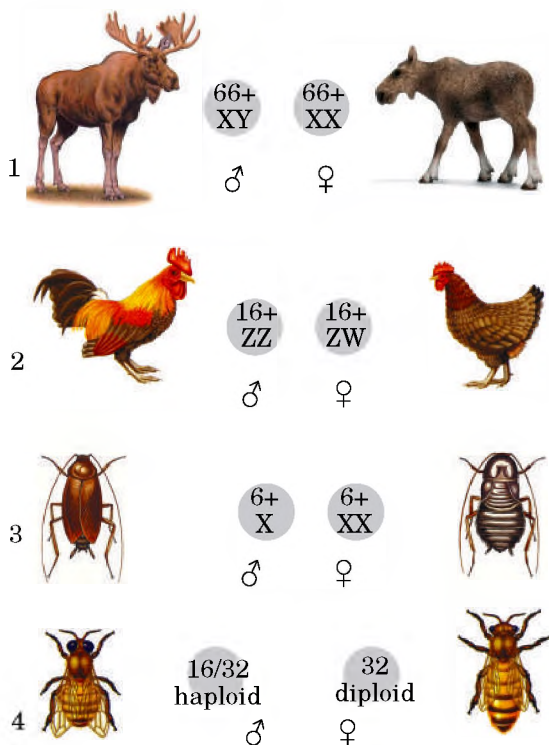 66+ 66+
XY XX
1 ♂ ♀
16+ 16+
ZZ ZW
2 ♂ ♀
6+ 6+
X XX
3 ♂ ♀
16/32 32
haploid diploid
4 ♂ ♀